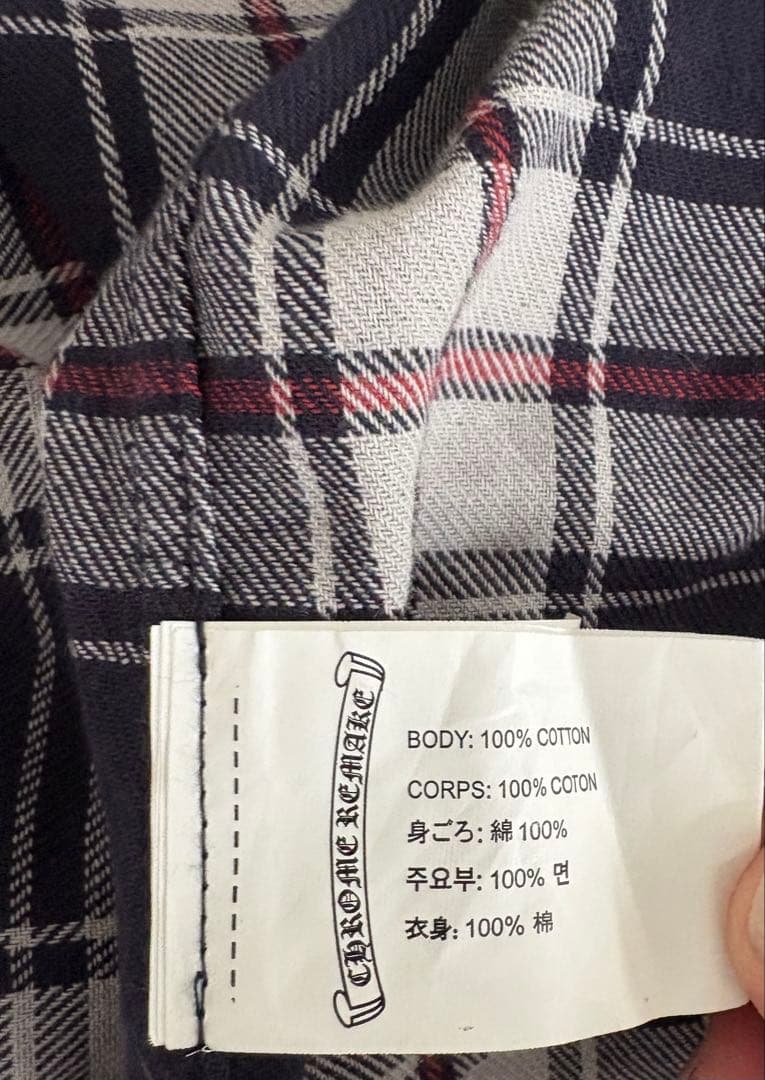 CHROME REMAKE
BODY: 100% COTTON
CORPS: 100% COTON
身ごろ: 綿 100%
주요부: 100% 면
衣身: 100% 棉